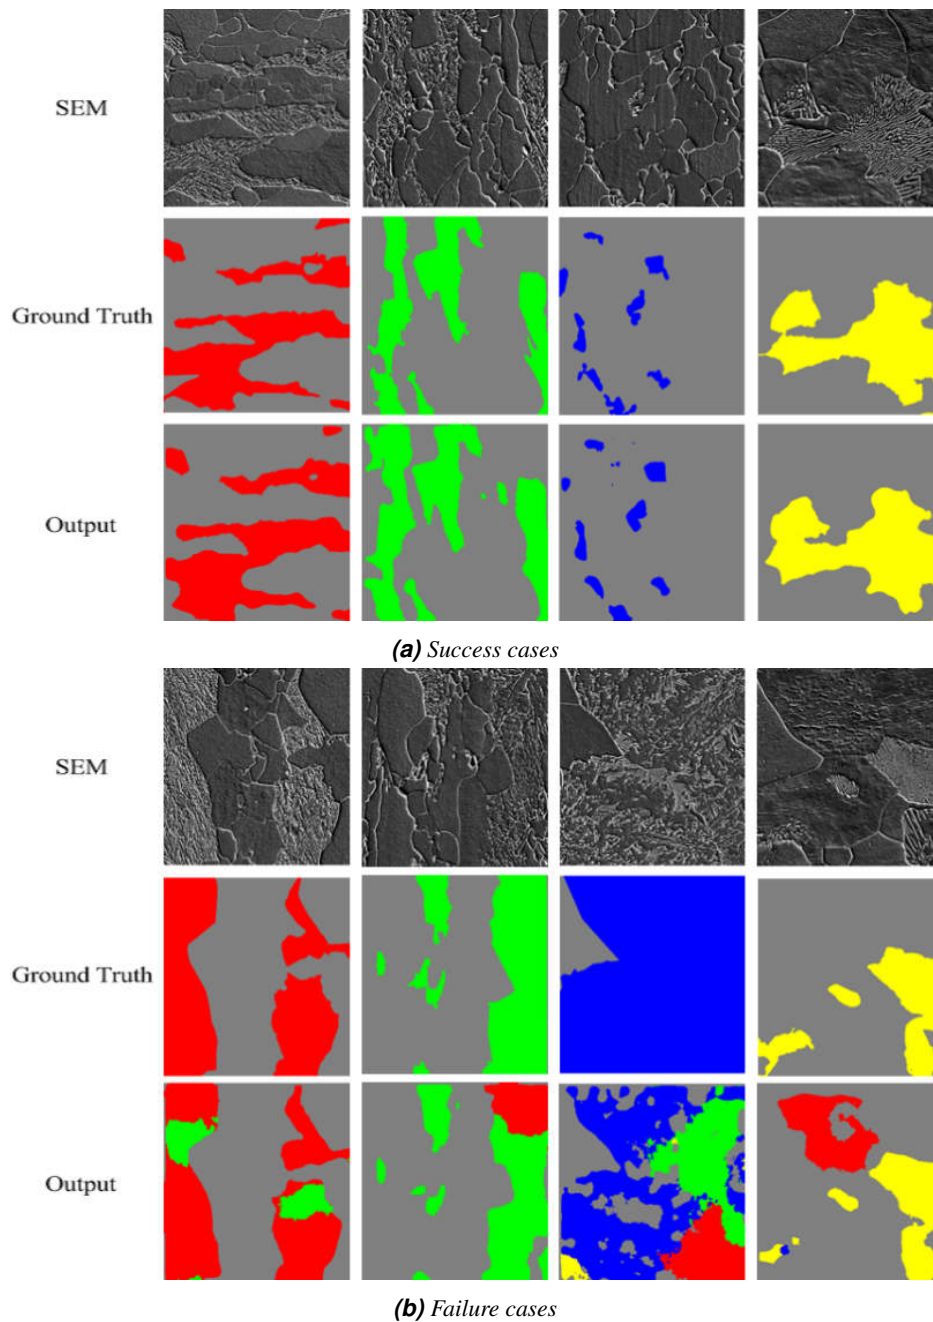 SEM
Ground Truth
Output
(a) Success cases
SEM
Ground Truth
Output
(b) Failure cases